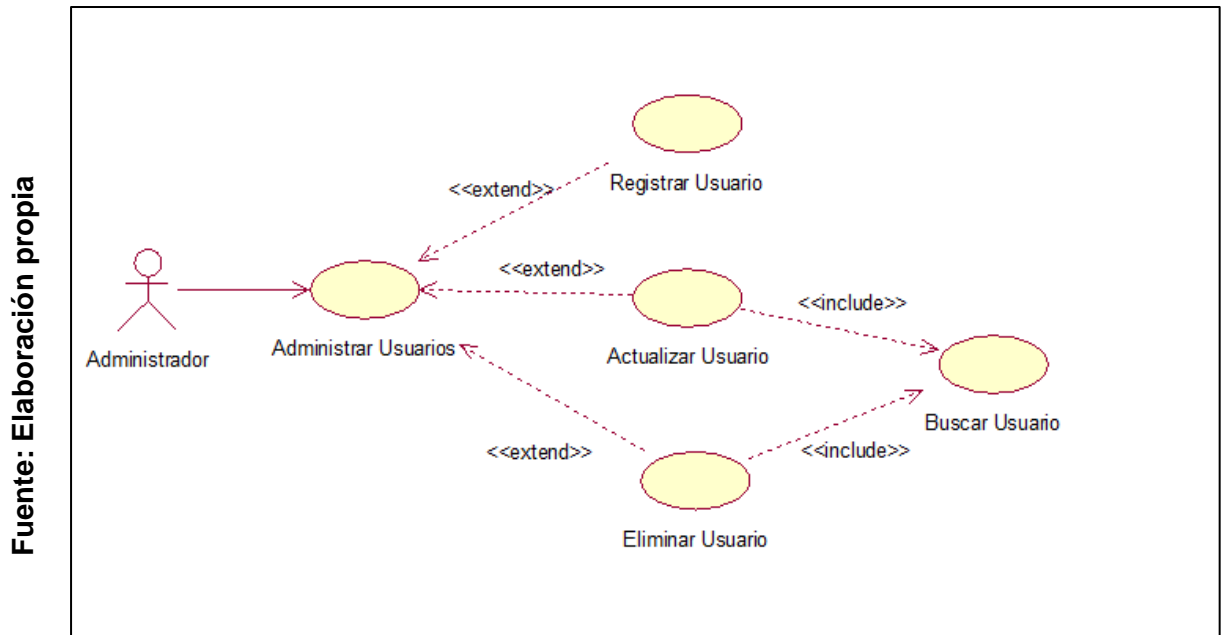 Fuente: Elaboración propia
Registrar Usuario
<<extend>>
<<extend>>
<<include>>
Administrador
Administrar Usuarios
Actualizar Usuario
Buscar Usuario
<<extend>>
<<include>>
Eliminar Usuario